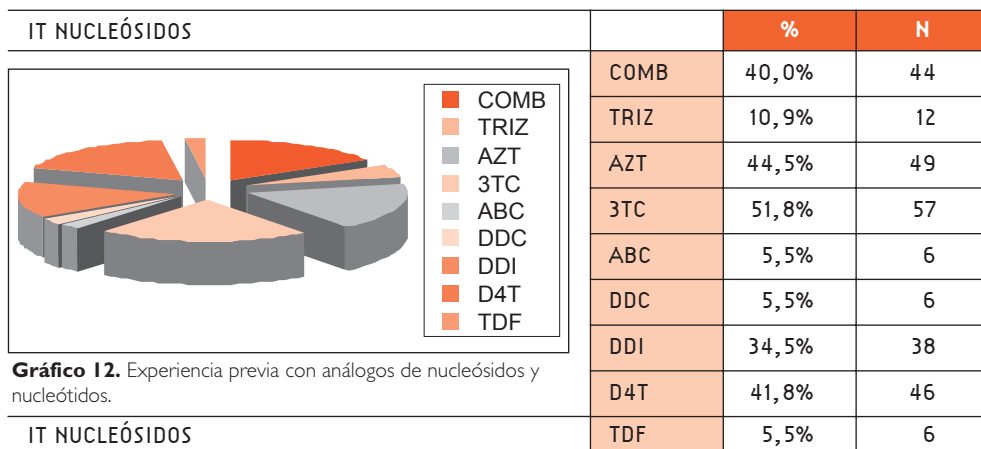 IT NUCLEÓSIDOS
% N
COMB
TRIZ
AZT
3TC
ABC
DDC
DDI
D4T
TDF
Gráfico 12. Experiencia previa con análogos de nucleósidos y
nucleótidos.
COMB 40,0% 44
TRIZ 10,9% 12
AZT 44,5% 49
3TC 51,8% 57
ABC 5,5% 6
DDC 5,5% 6
DDI 34,5% 38
D4T 41,8% 46
IT NUCLEÓSIDOS
TDF 5,5% 6